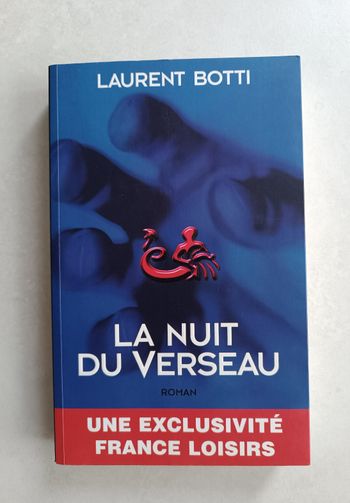 LAURENT BOTTI
LA NUIT
DU VERSEAU
ROMAN
UNE EXCLUSIVITÉ
FRANCE LOISIRS